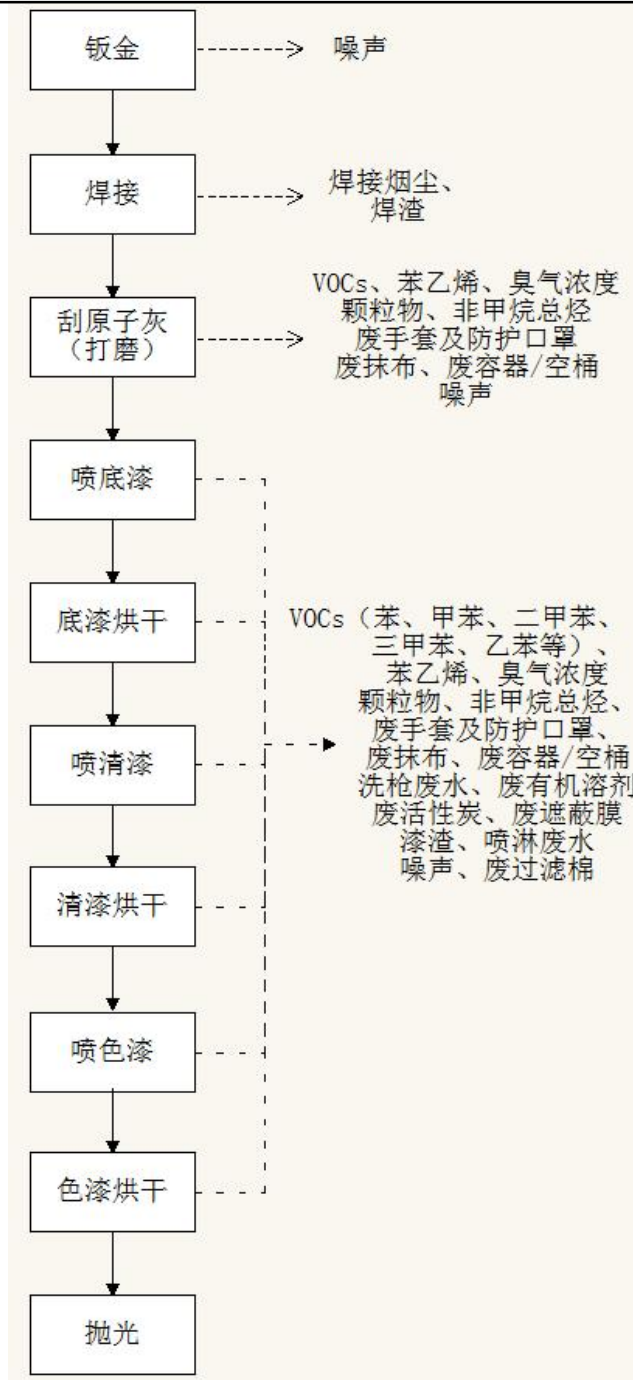 钣金
噪声
焊接
焊接烟尘、
焊渣
刮原子灰
（打磨）
VOCs、苯乙烯、臭气浓度
颗粒物、非甲烷总烃
废手套及防护口罩
废抹布、废容器/空桶
噪声
喷底漆
底漆烘干
喷清漆
清漆烘干
喷色漆
色漆烘干
抛光
VOCs（苯、甲苯、二甲苯、
三甲苯、乙苯等）、
苯乙烯、臭气浓度
颗粒物、非甲烷总烃、
废手套及防护口罩、
废抹布、废容器/空桶
洗枪废水、废有机溶剂
废活性炭、废遮蔽膜
漆渣、喷淋废水
噪声、废过滤棉